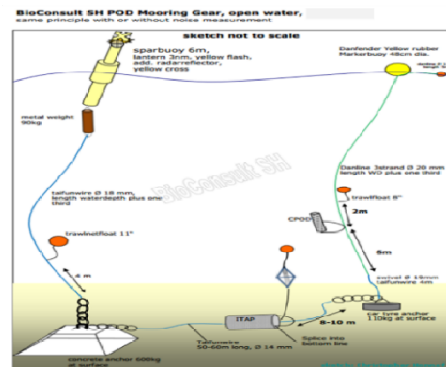 BioConsult SH POD Mooring Gear, open water,
same principle with or without noise measurement
sketch not to scale
sparbuoy 6m,
lantern 3nm, yellow flash.
add. radarreflector,
yellow cross
Danfender Yellow rubber
Markerbuoy 48cm dia.
metal weight
90kg
Danline 3strand Ø 20 mm
length WD plus one third
BioConsult SH
taifunwire Ø 18 mm,
length waterdepth plus one
third
trawlfloat 8"
2m
CPOD
trawlnetfloat 11"
6m
4 m
swivel Ø 16mm
taifunwire 4m
car tyre anchor
110kg at surface
ITAP
8-10 m
Taifunwire
50-60m long, Ø 14 mm
Splice into
bottom line
concrete anchor 600kg
at surface